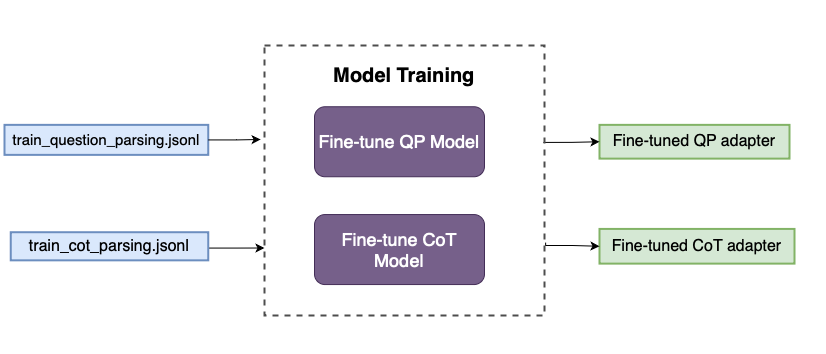 Model Training
train_question_parsing.jsonl
Fine-tune QP Model
Fine-tuned QP adapter
train_cot_parsing.jsonl
Fine-tune CoT
Model
Fine-tuned CoT adapter